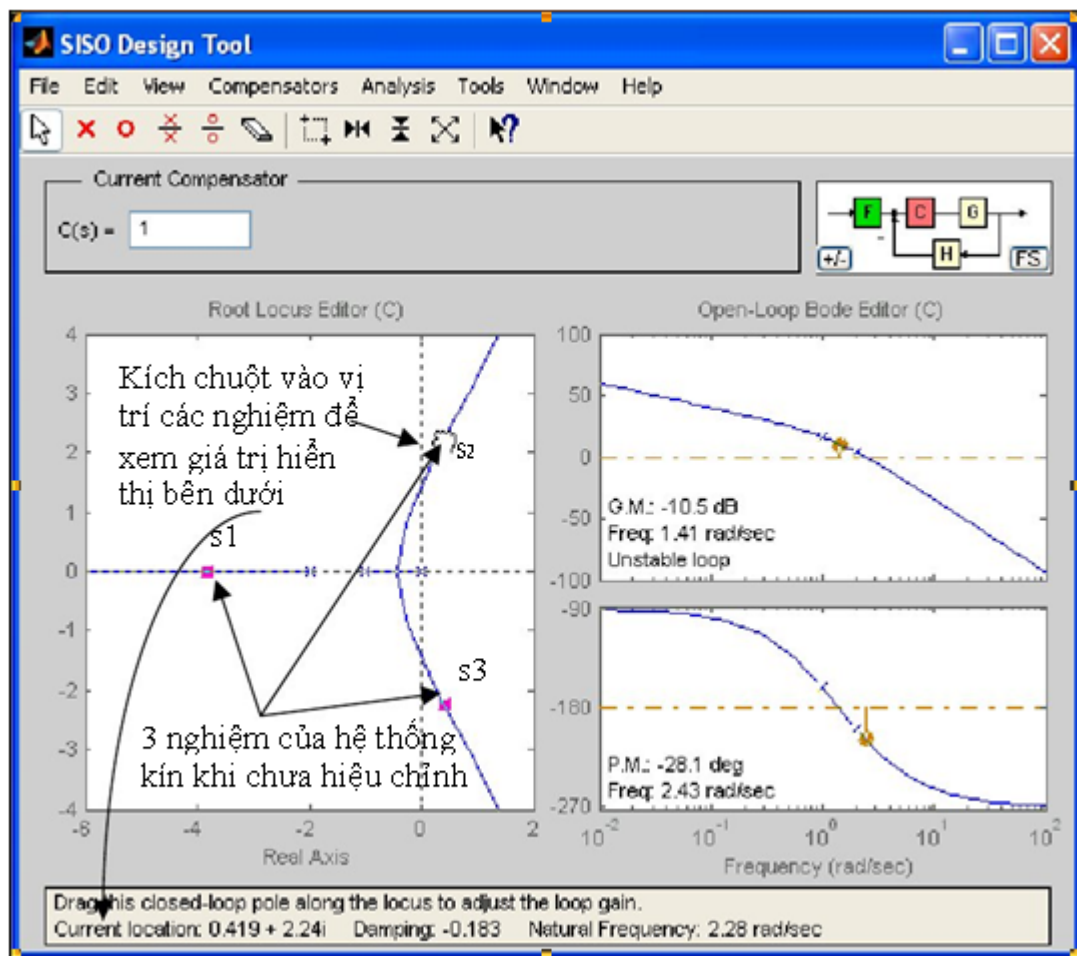 SISO Design Tool
File Edit View Compensators Analysis Tools Window Help
Current Compensator
C(s) = 1
F C G
H
+/- FS
Root Locus Editor (C)
4
3
2
1
0
-1
-2
-3
-4
-6 -4 -2 0 2
Real Axis
Kích chuột vào vị
trí các nghiệm để
xem giá trị hiển
thị bên dưới
s1
s2
s3
3 nghiệm của hệ thống
kín khi chưa hiệu chỉnh
Open-Loop Bode Editor (C)
100
50
0
-50
-100
G.M.: -10.5 dB
Freq: 1.41 rad/sec
Unstable loop
-90
-180
-270
P.M.: -28.1 deg
Freq: 2.43 rad/sec
10^-2 10^0 10^1 10^2
Frequency (rad/sec)
Drag this closed-loop pole along the locus to adjust the loop gain.
Current location: 0.419 + 2.24i Damping: -0.183 Natural Frequency: 2.28 rad/sec